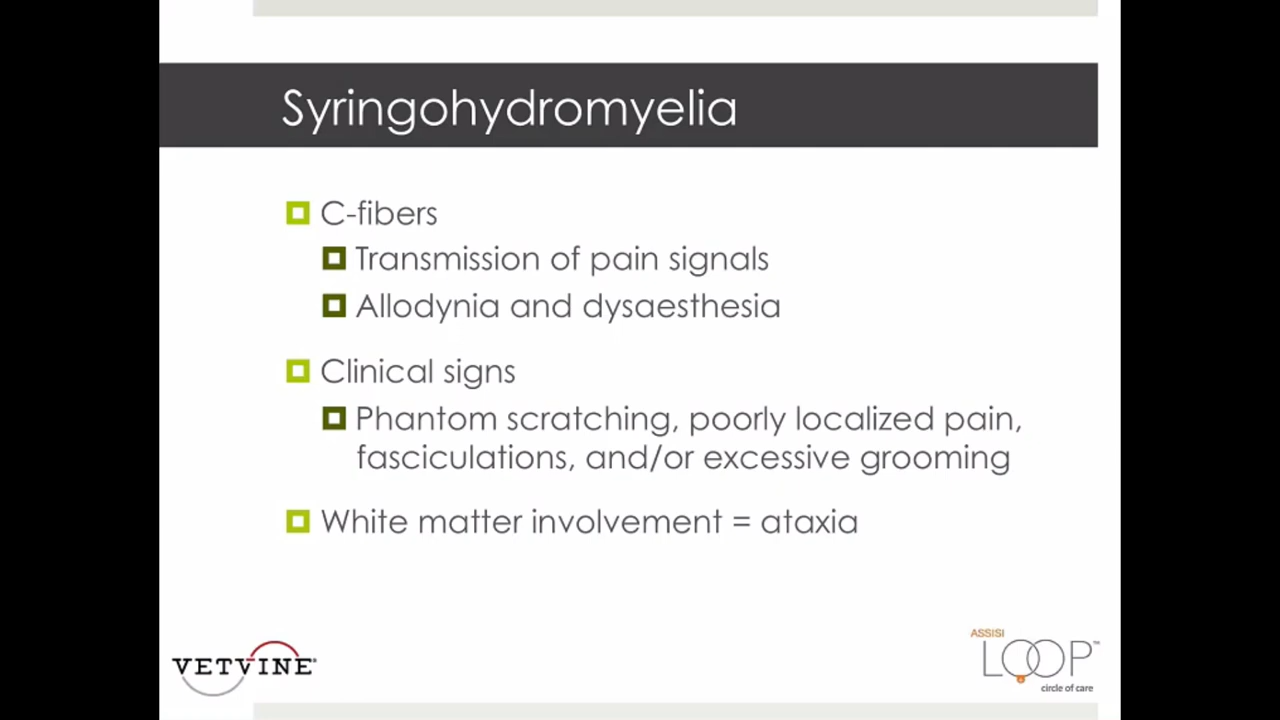 Syringohydromyelia
C-fibers
Transmission of pain signals
Allodynia and dysaesthesia
Clinical signs
Phantom scratching, poorly localized pain,
fasciculations, and/or excessive grooming
White matter involvement = ataxia
VETVINE®
ASSISI
LOOP™
circle of care